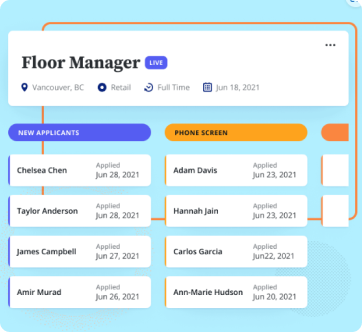 Floor Manager LIVE
Vancouver, BC Retail Full Time Jun 18, 2021
NEW APPLICANTS
PHONE SCREEN
Chelsea Chen
Applied
Jun 28, 2021
Adam Davis
Applied
Jun 23, 2021
Taylor Anderson
Applied
Jun 28, 2021
Hannah Jain
Applied
Jun 23, 2021
James Campbell
Applied
Jun 27, 2021
Carlos Garcia
Applied
Jun22, 2021
Amir Murad
Applied
Jun 26, 2021
Ann-Marie Hudson
Applied
Jun 20, 2021